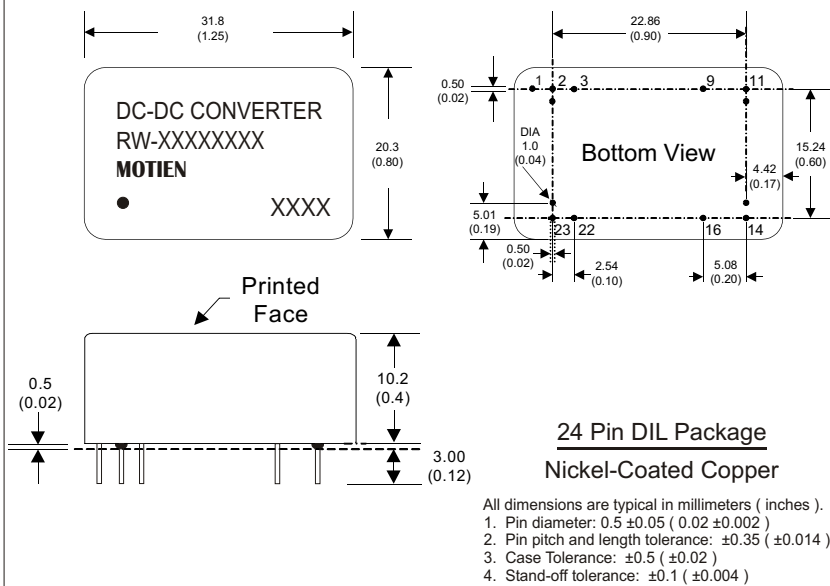 31.8
(1.25)
DC-DC CONVERTER
RW-XXXXXXXX
MOTIEN
XXXX
20.3
(0.80)
22.86
(0.90)
0.50
(0.02)
1 2 3 9 11
DIA
1.0
(0.04)
Bottom View
15.24
(0.60)
4.42
(0.17)
5.01
(0.19)
23 22 16 14
0.50
(0.02)
2.54
(0.10)
5.08
(0.20)
Printed
Face
0.5
(0.02)
10.2
(0.4)
3.00
(0.12)
24 Pin DIL Package
Nickel-Coated Copper
All dimensions are typical in millimeters ( inches ).
1. Pin diameter: 0.5 ±0.05 ( 0.02 ±0.002 )
2. Pin pitch and length tolerance: ±0.35 ( ±0.014 )
3. Case Tolerance: ±0.5 ( ±0.02 )
4. Stand-off tolerance: ±0.1 ( ±0.004 )